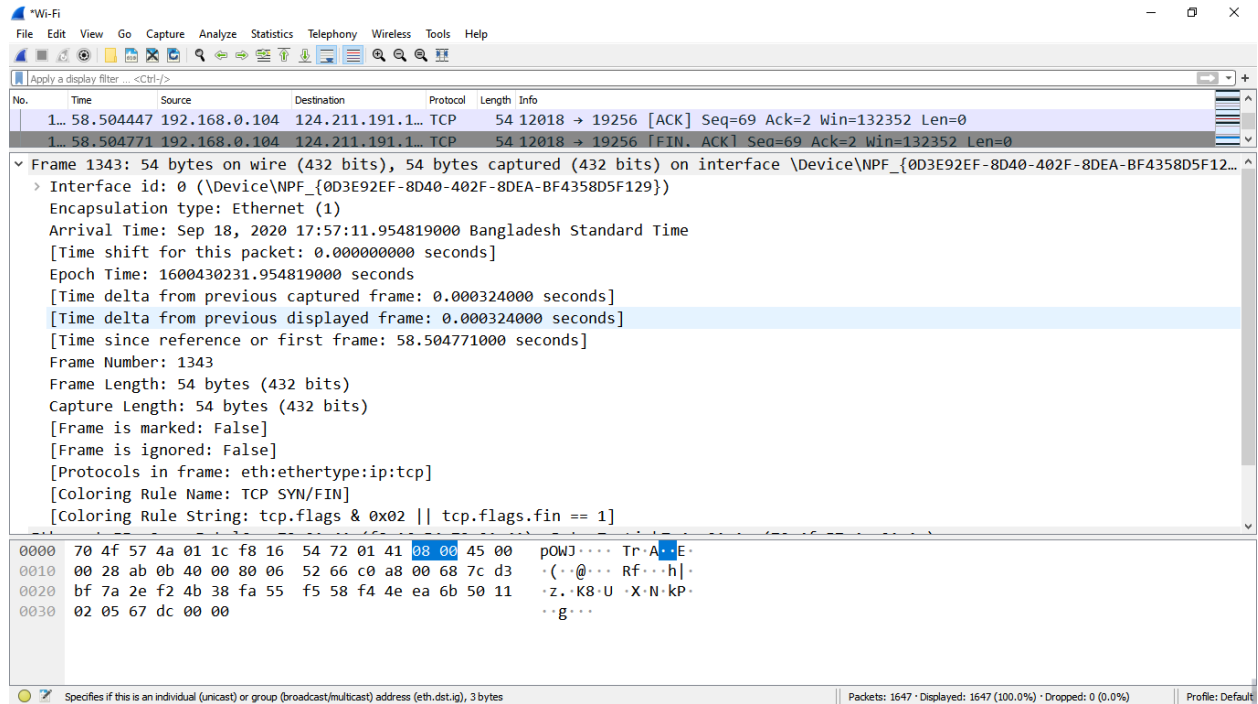 *Wi-Fi
File Edit View Go Capture Analyze Statistics Telephony Wireless Tools Help
Apply a display filter ... <Ctrl-/>
No. Time Source Destination Protocol Length Info
1… 58.504447 192.168.0.104 124.211.191.1… TCP 54 12018 → 19256 [ACK] Seq=69 Ack=2 Win=132352 Len=0
1… 58.504771 192.168.0.104 124.211.191.1… TCP 54 12018 → 19256 [FIN, ACK] Seq=69 Ack=2 Win=132352 Len=0
Frame 1343: 54 bytes on wire (432 bits), 54 bytes captured (432 bits) on interface \Device\NPF_{0D3E92EF-8D40-402F-8DEA-BF4358D5F12…
Interface id: 0 (\Device\NPF_{0D3E92EF-8D40-402F-8DEA-BF4358D5F129})
Encapsulation type: Ethernet (1)
Arrival Time: Sep 18, 2020 17:57:11.954819000 Bangladesh Standard Time
[Time shift for this packet: 0.000000000 seconds]
Epoch Time: 1600430231.954819000 seconds
[Time delta from previous captured frame: 0.000324000 seconds]
[Time delta from previous displayed frame: 0.000324000 seconds]
[Time since reference or first frame: 58.504771000 seconds]
Frame Number: 1343
Frame Length: 54 bytes (432 bits)
Capture Length: 54 bytes (432 bits)
[Frame is marked: False]
[Frame is ignored: False]
[Protocols in frame: eth:ethertype:ip:tcp]
[Coloring Rule Name: TCP SYN/FIN]
[Coloring Rule String: tcp.flags & 0x02 || tcp.flags.fin == 1]
0000 70 4f 57 4a 01 1c f8 16 54 72 01 41 08 00 45 00 pOWJ···· Tr·A··E·
0010 00 28 ab 0b 40 00 80 06 52 66 c0 a8 00 68 7c d3 ·(··@··· Rf···h|·
0020 bf 7a 2e f2 4b 38 fa 55 f5 58 f4 4e ea 6b 50 11 ·z.·K8·U ·X·N·kP·
0030 02 05 67 dc 00 00 ··g···
Specifies if this is an individual (unicast) or group (broadcast/multicast) address (eth.dst.ig), 3 bytes Packets: 1647 · Displayed: 1647 (100.0%) · Dropped: 0 (0.0%) Profile: Default